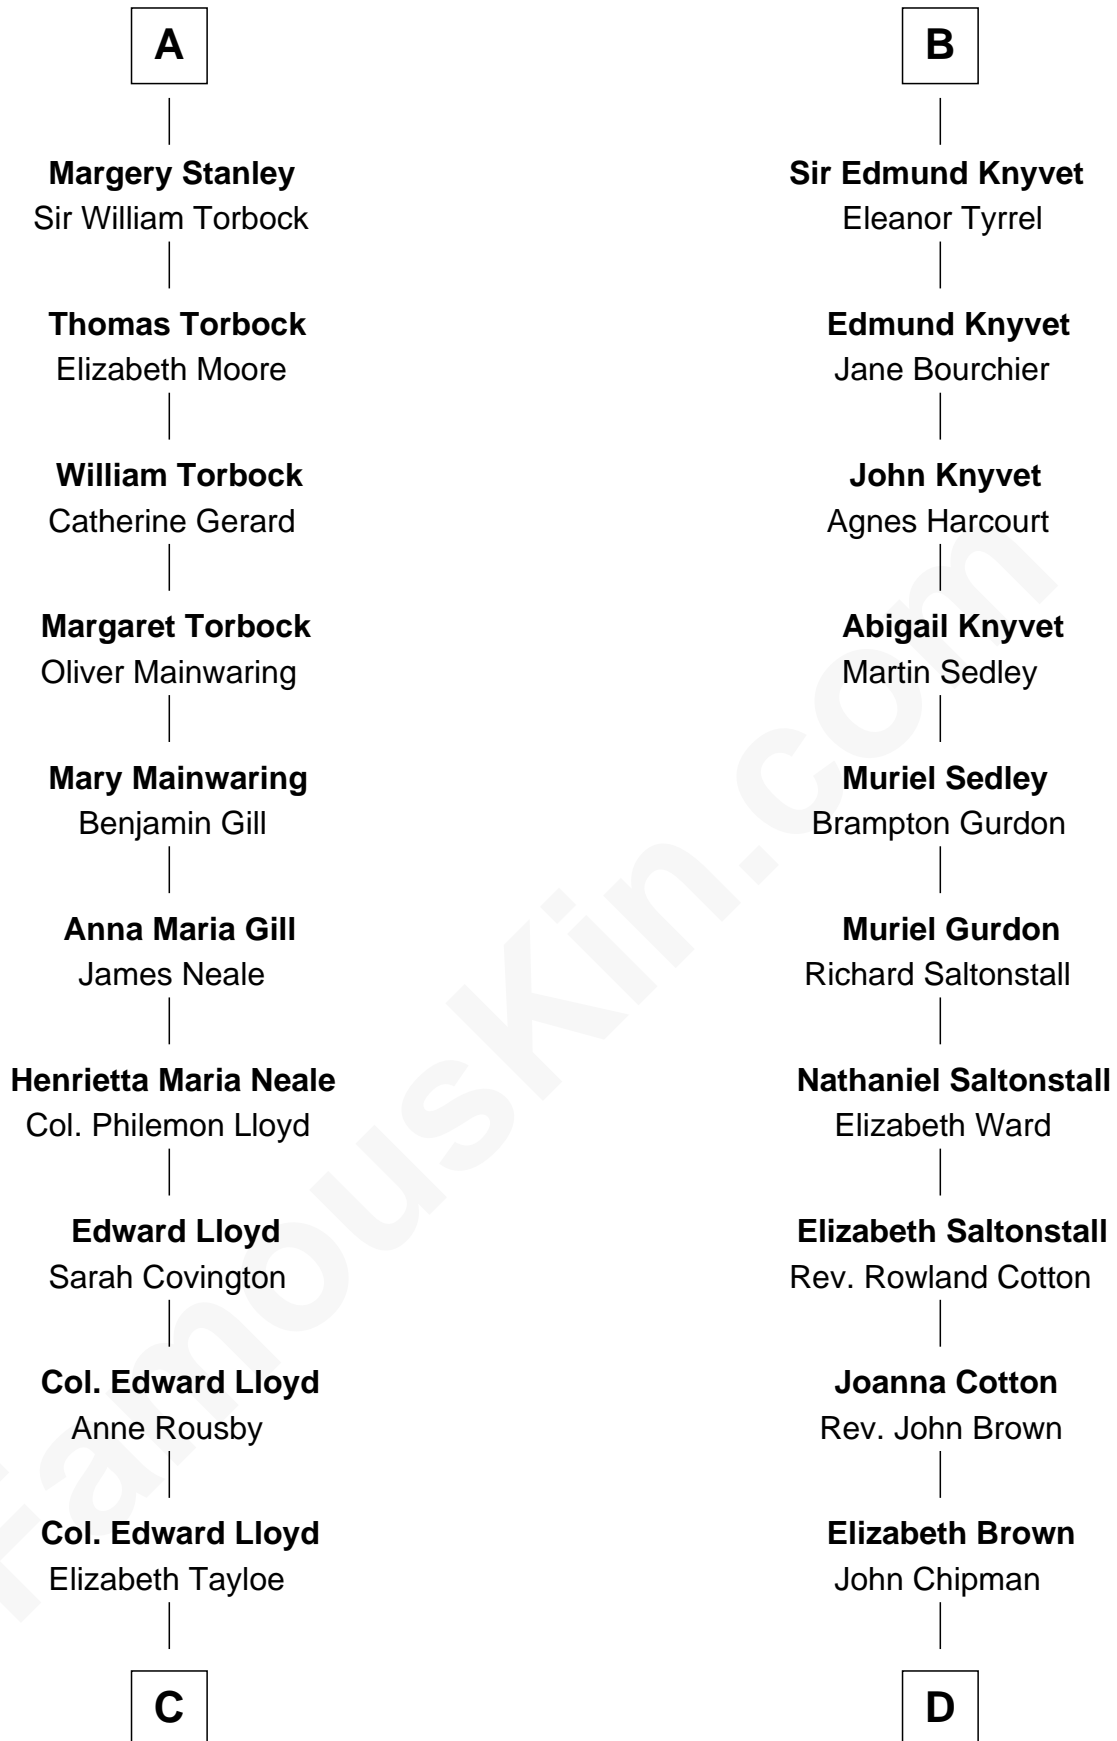 A
Margery Stanley
Sir William Torbock
Thomas Torbock
Elizabeth Moore
William Torbock
Catherine Gerard
Margaret Torbock
Oliver Mainwaring
Mary Mainwaring
Benjamin Gill
Anna Maria Gill
James Neale
Henrietta Maria Neale
Col. Philemon Lloyd
Edward Lloyd
Sarah Covington
Col. Edward Lloyd
Anne Rousby
Col. Edward Lloyd
Elizabeth Tayloe
C
B
Sir Edmund Knyvet
Eleanor Tyrrel
Edmund Knyvet
Jane Bourchier
John Knyvet
Agnes Harcourt
Abigail Knyvet
Martin Sedley
Muriel Sedley
Brampton Gurdon
Muriel Gurdon
Richard Saltonstall
Nathaniel Saltonstall
Elizabeth Ward
Elizabeth Saltonstall
Rev. Rowland Cotton
Joanna Cotton
Rev. John Brown
Elizabeth Brown
John Chipman
D
FamousKin.com